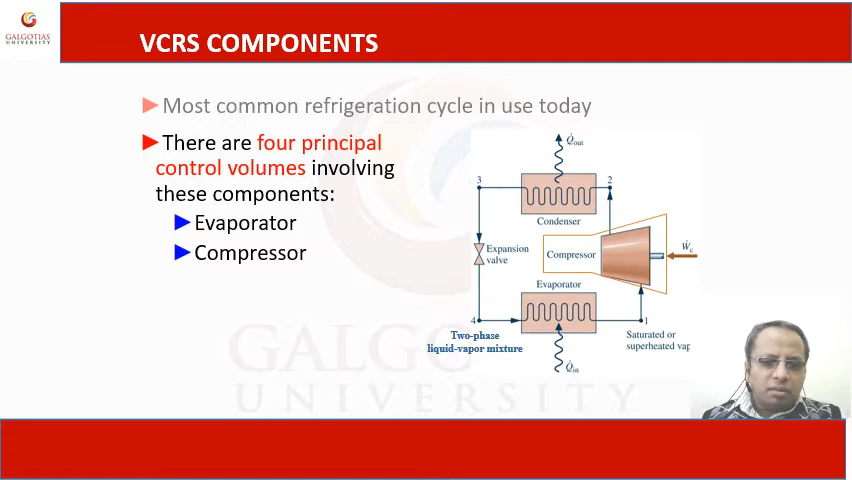 GALGOTIAS
UNIVERSITY
VCRS COMPONENTS
Most common refrigeration cycle in use today
There are four principal
control volumes involving
these components:
Evaporator
Compressor
Q̇out
3
2
Condenser
Expansion
valve
Compressor
Ẇc
Evaporator
4
1
Two-phase
liquid-vapor mixture
Saturated or
superheated vap
Q̇in
GALGO
UNIVERSITY